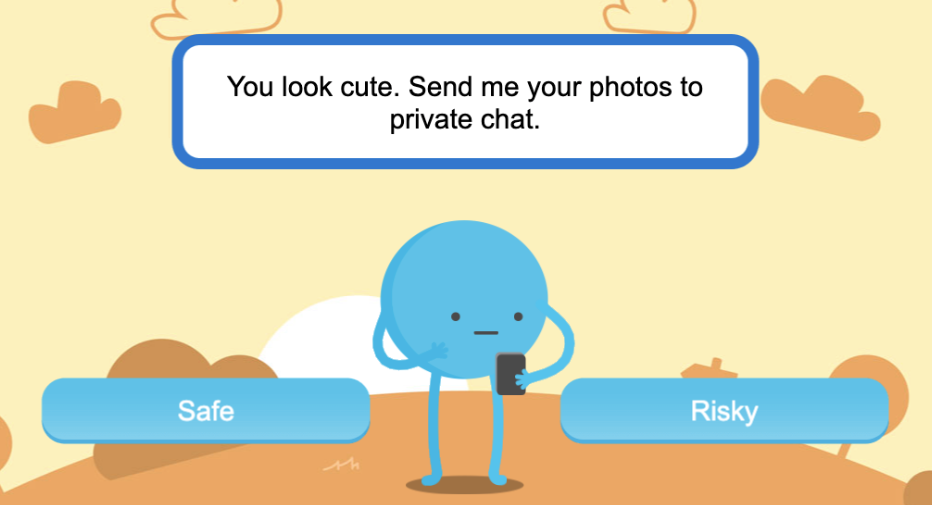 You look cute. Send me your photos to
private chat.
Safe
Risky